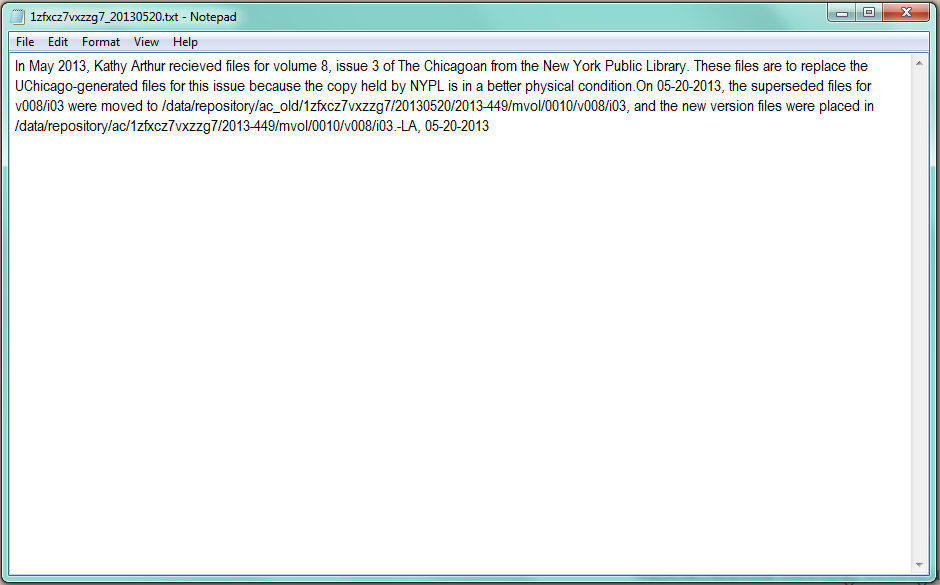 1zfxcz7vxzzg7_20130520.txt - Notepad
File Edit Format View Help
In May 2013, Kathy Arthur recieved files for volume 8, issue 3 of The Chicagoan from the New York Public Library. These files are to replace the
UChicago-generated files for this issue because the copy held by NYPL is in a better physical condition.On 05-20-2013, the superseded files for
v008/i03 were moved to /data/repository/ac_old/1zfxcz7vxzzg7/20130520/2013-449/mvol/0010/v008/i03, and the new version files were placed in
/data/repository/ac/1zfxcz7vxzzg7/2013-449/mvol/0010/v008/i03.-LA, 05-20-2013